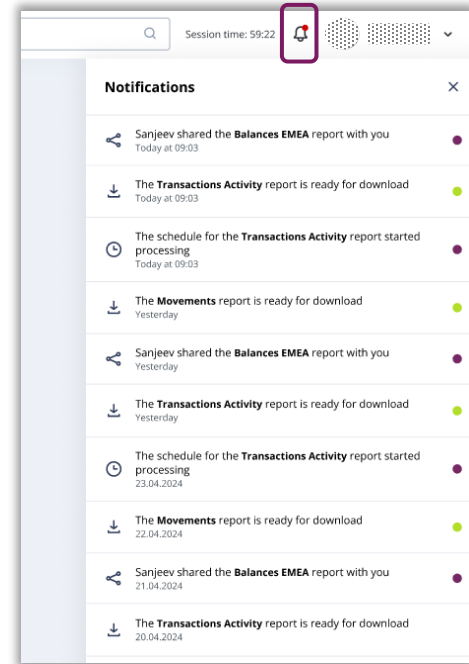 Session time: 59:22
Notifications
Sanjeev shared the Balances EMEA report with you
Today at 09:03
The Transactions Activity report is ready for download
Today at 09:03
The schedule for the Transactions Activity report started
processing
Today at 09:03
The Movements report is ready for download
Yesterday
Sanjeev shared the Balances EMEA report with you
Yesterday
The Transactions Activity report is ready for download
Yesterday
The schedule for the Transactions Activity report started
processing
23.04.2024
The Movements report is ready for download
22.04.2024
Sanjeev shared the Balances EMEA report with you
21.04.2024
The Transactions Activity report is ready for download
20.04.2024